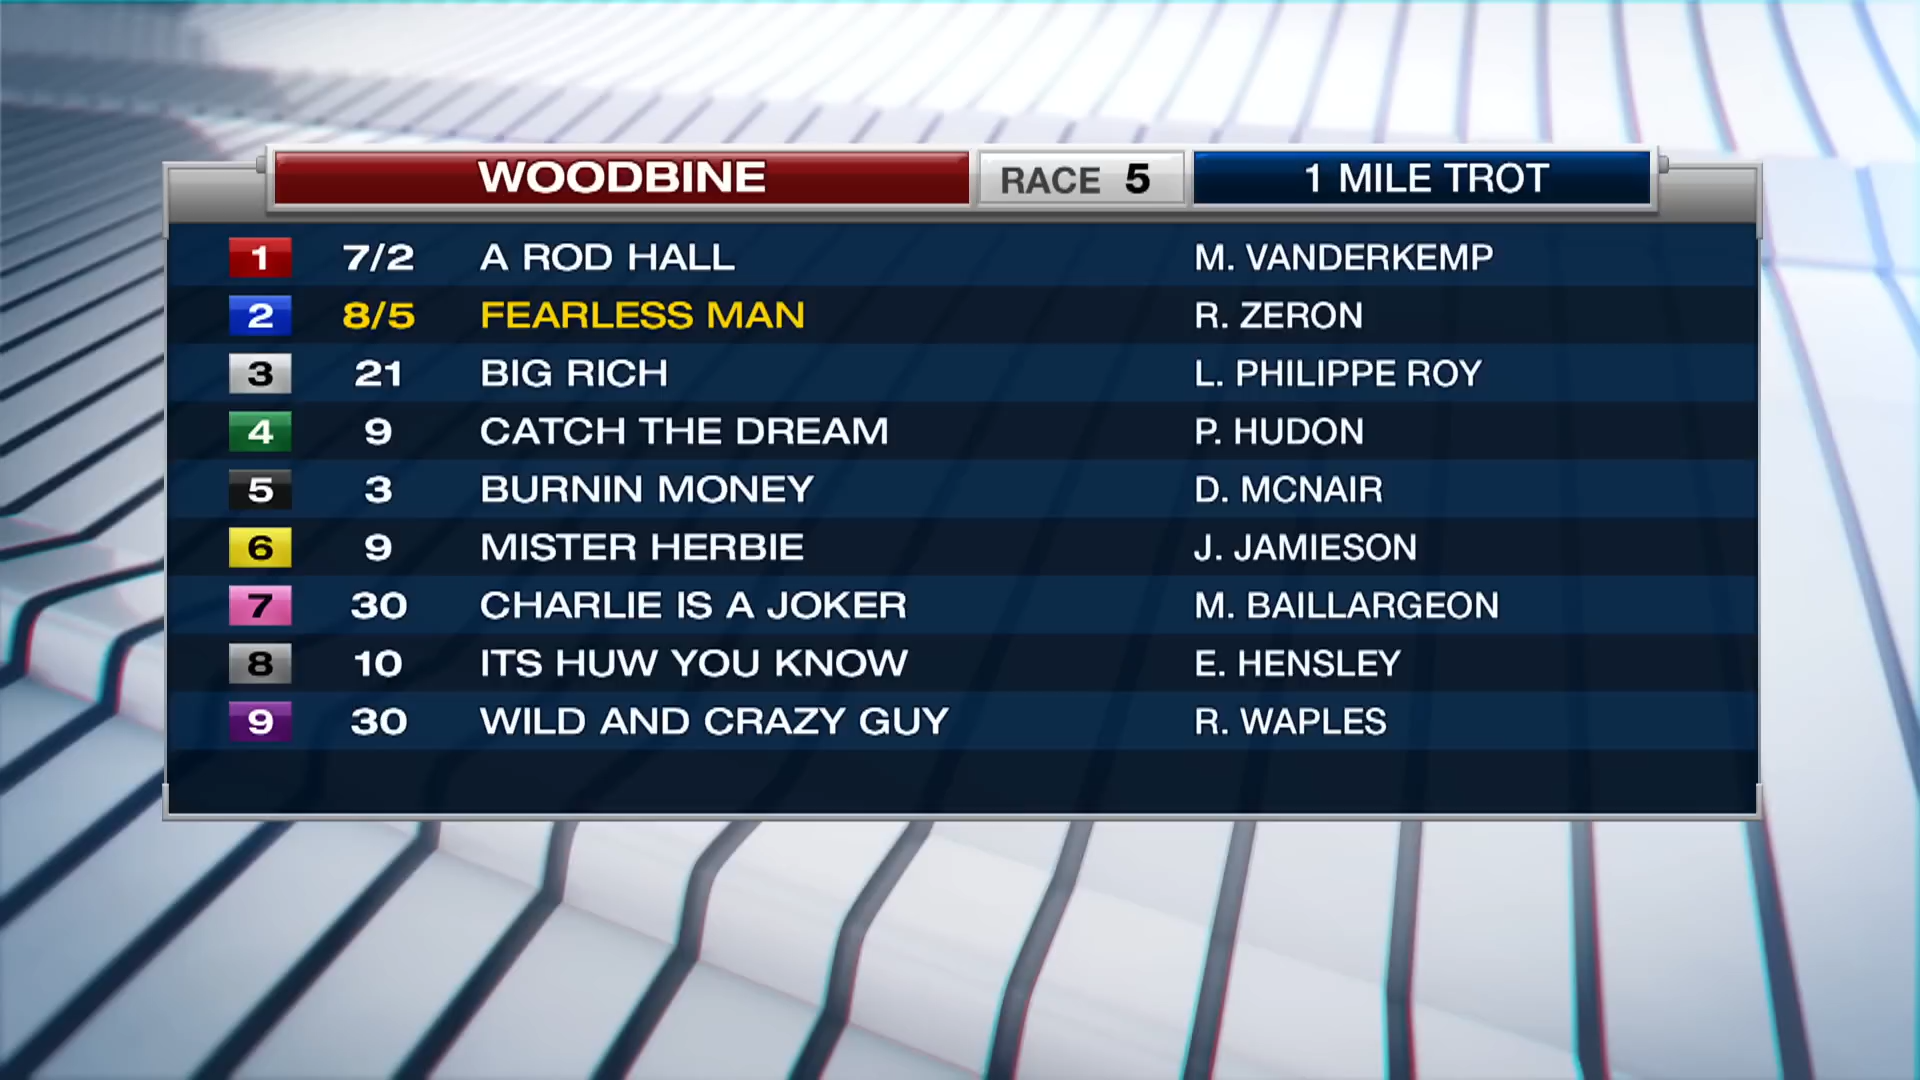 WOODBINE RACE 5 1 MILE TROT
1 7/2 A ROD HALL M. VANDERKEMP
2 8/5 FEARLESS MAN R. ZERON
3 21 BIG RICH L. PHILIPPE ROY
4 9 CATCH THE DREAM P. HUDON
5 3 BURNIN MONEY D. MCNAIR
6 9 MISTER HERBIE J. JAMIESON
7 30 CHARLIE IS A JOKER M. BAILLARGEON
8 10 ITS HUW YOU KNOW E. HENSLEY
9 30 WILD AND CRAZY GUY R. WAPLES